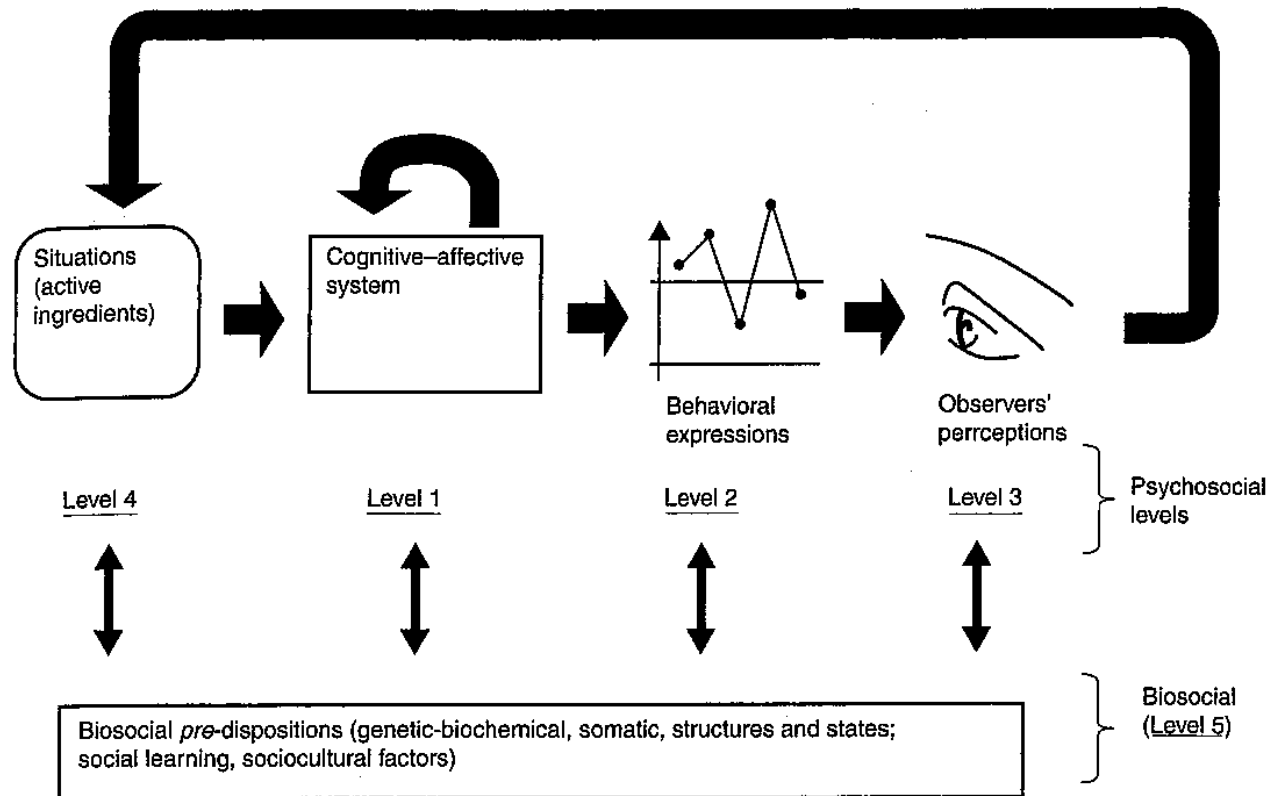 Situations
(active
ingredients)
Cognitive–affective
system
Behavioral
expressions
Observers'
perrceptions
Level 4
Level 1
Level 2
Level 3
Psychosocial
levels
Biosocial pre-dispositions (genetic-biochemical, somatic, structures and states;
social learning, sociocultural factors)
Biosocial
(Level 5)